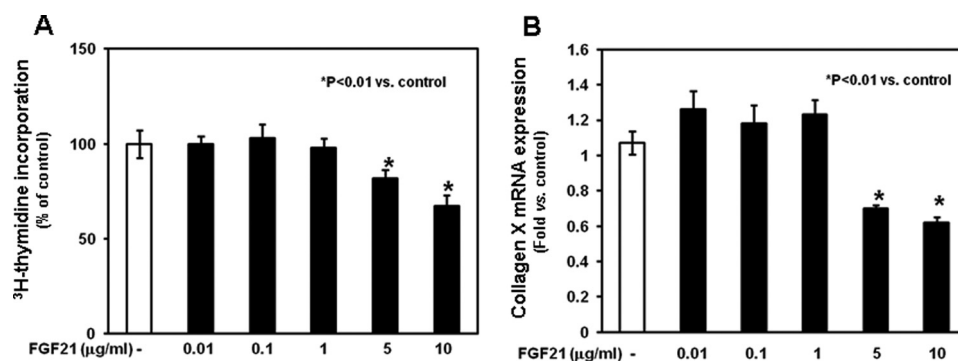 A
³H-thymidine incorporation
(% of control)
150
100
50
0
*P<0.01 vs. control
*
*
FGF21 (µg/ml) - 0.01 0.1 1 5 10
B
Collagen X mRNA expression
(Fold vs. control)
1.6
1.4
1.2
1
0.8
0.6
0.4
0.2
0
*P<0.01 vs. control
*
*
FGF21 (µg/ml) - 0.01 0.1 1 5 10